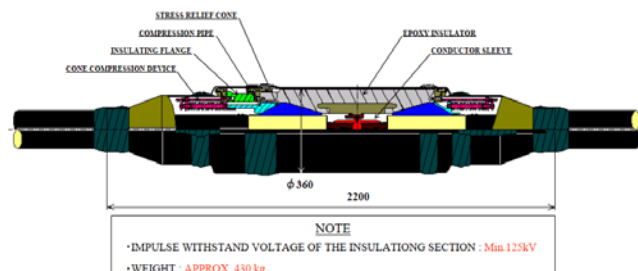 STRESS RELIEF CONE
COMPRESSION PIPE
EPOXY INSULATOR
INSULATING FLANGE
CONDUCTOR SLEEVE
CONE COMPRESSION DEVICE
ϕ360
2200
NOTE
・IMPULSE WITHSTAND VOLTAGE OF THE INSULATIONG SECTION : Min.125kV
・WEIGHT : APPROX. 430 kg